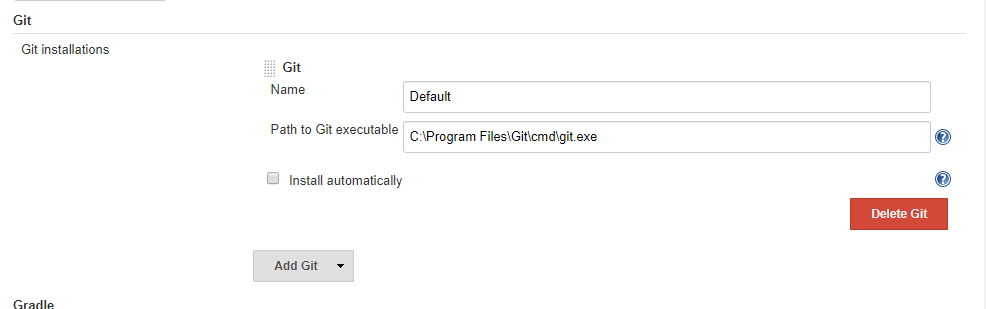 Git
Git installations
Git
Name
Default
Path to Git executable
C:\Program Files\Git\cmd\git.exe
Install automatically
Delete Git
Add Git
Gradle